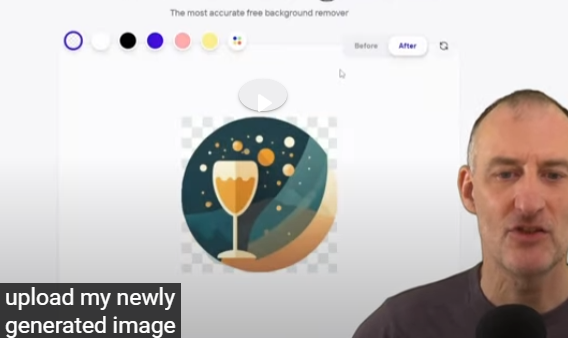 The most accurate free background remover
Before
After
upload my newly
generated image